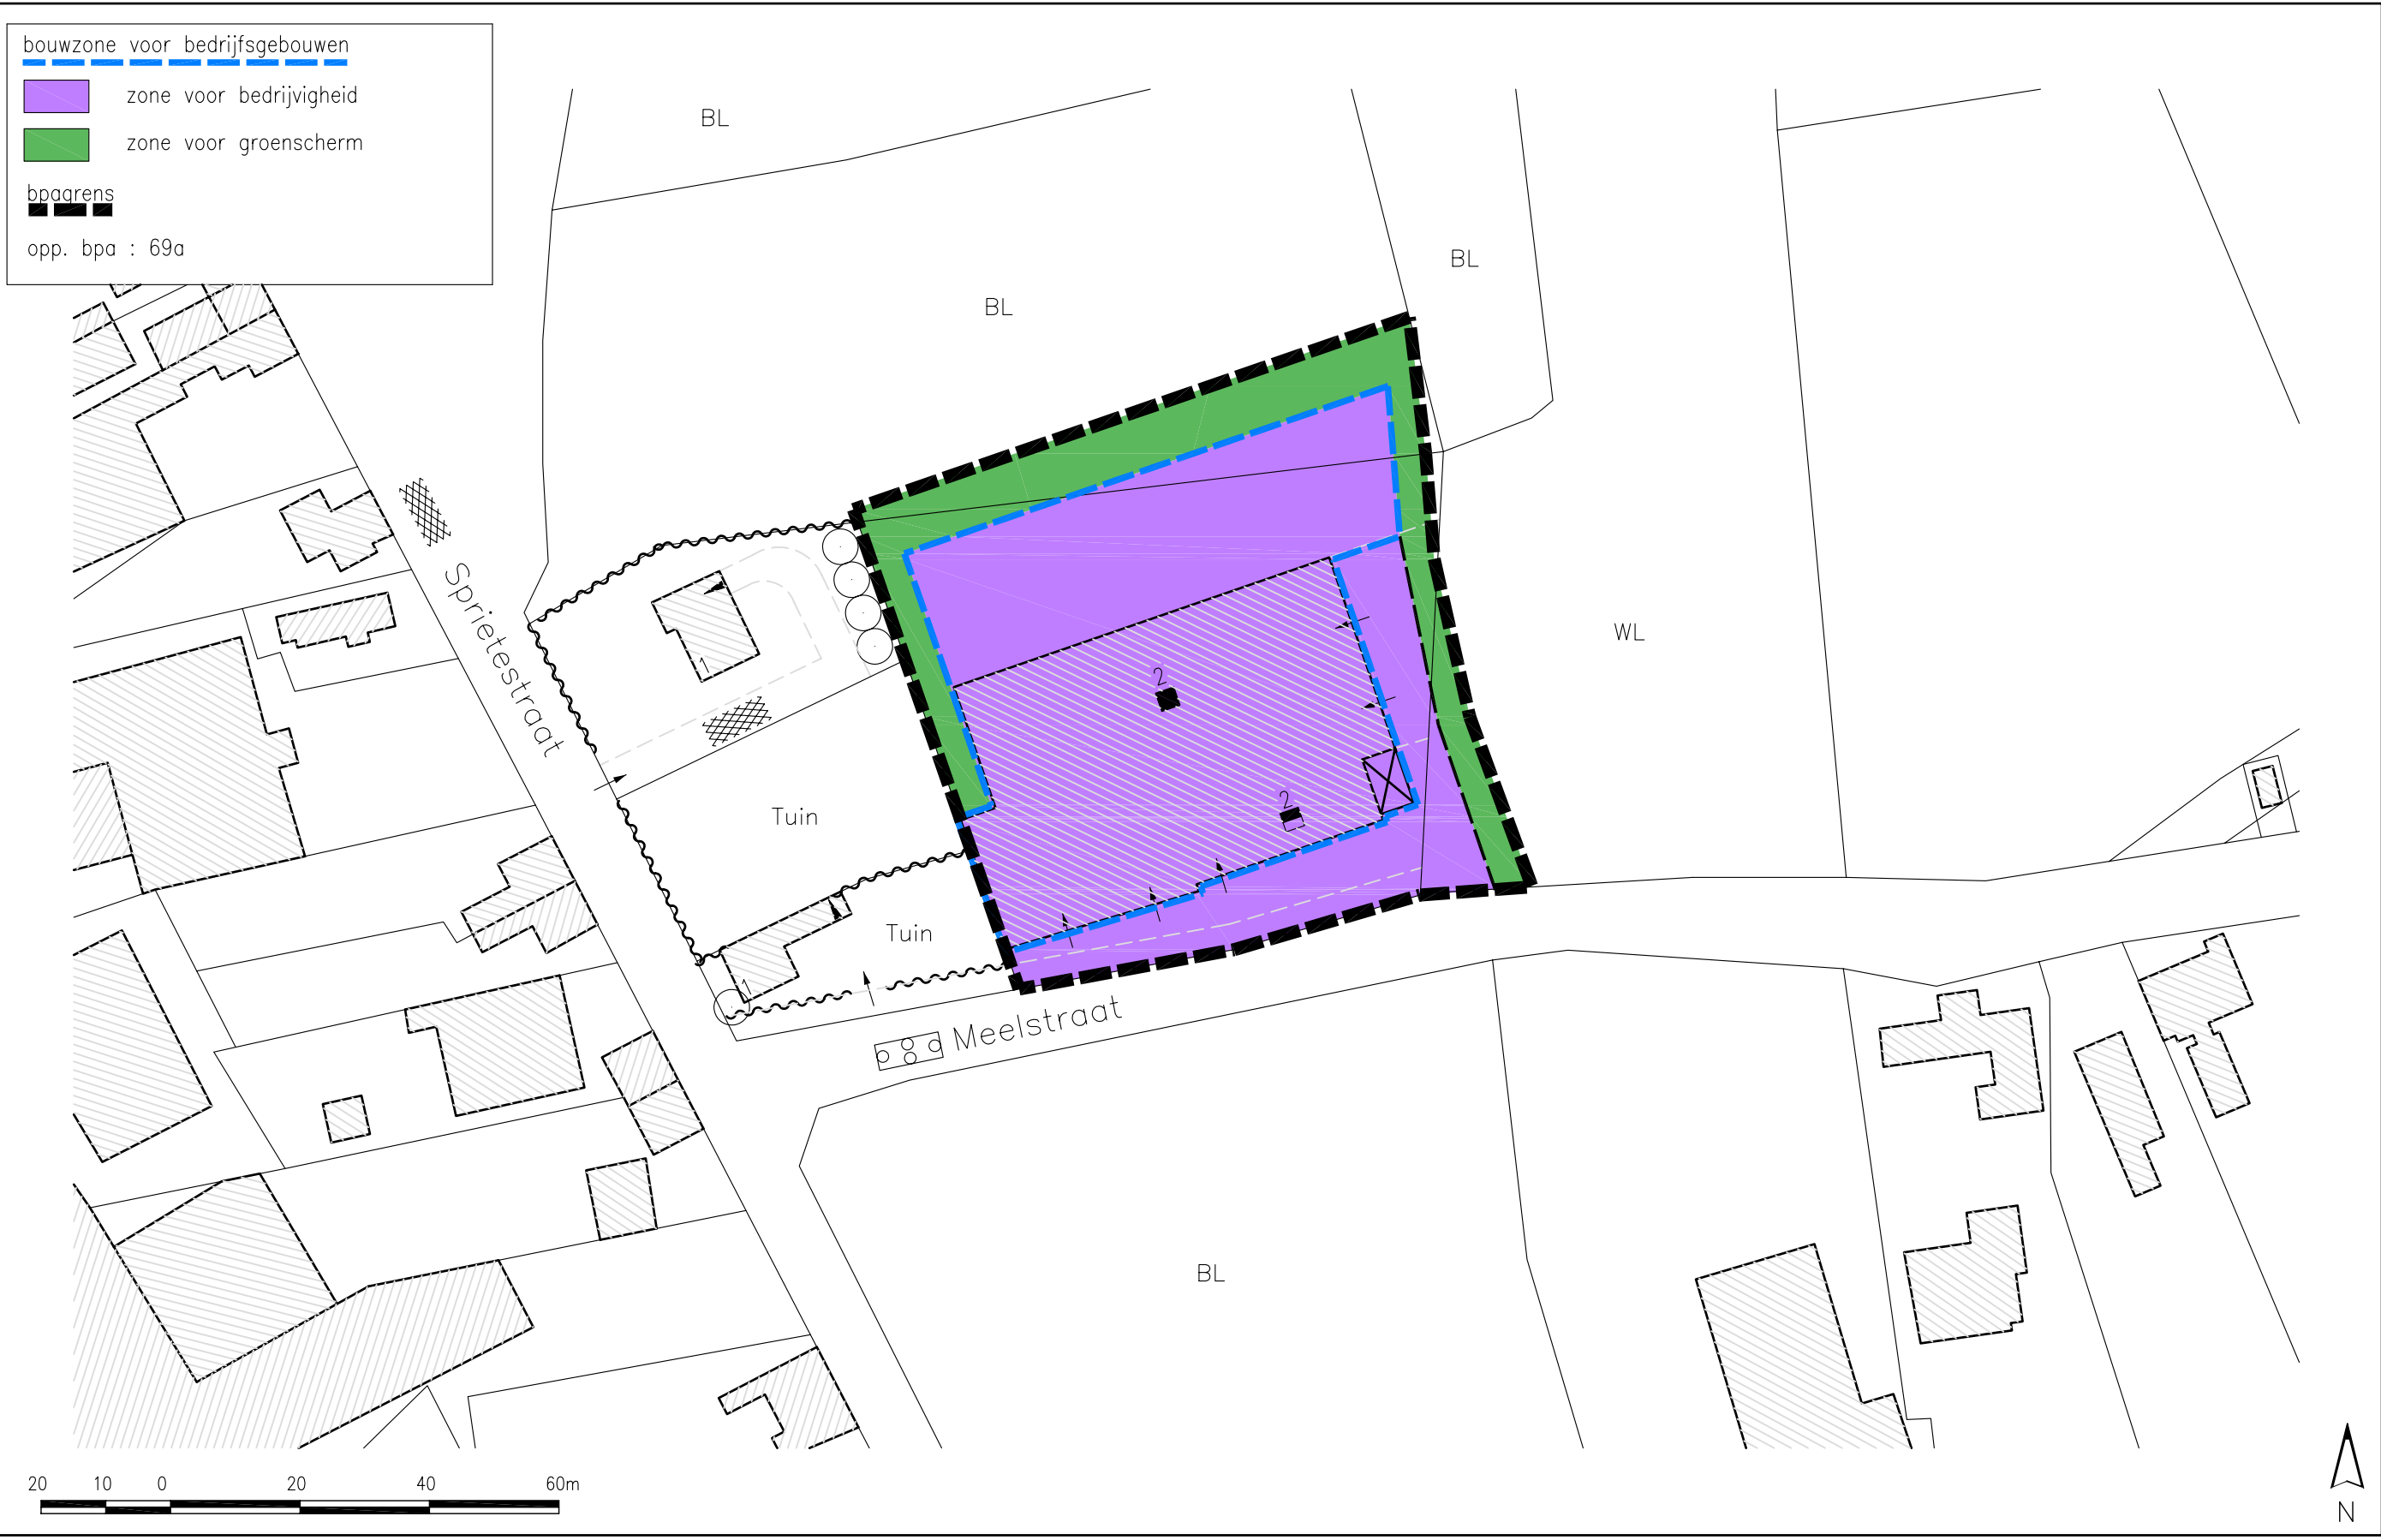 bouwzone voor bedrijfsgebouwen
zone voor bedrijvigheid
zone voor groenscherm
bpagrens
opp. bpa : 69a
BL
BL
BL
Sprietestraat
WL
1
2
2
Tuin
Tuin
1
Meelstraat
BL
20 10 0 20 40 60m
N